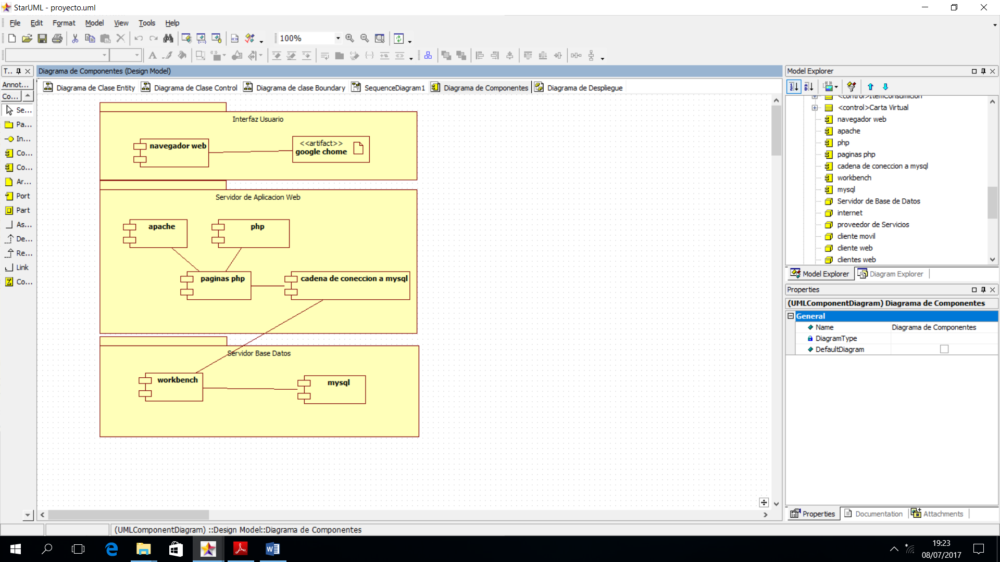 StarUML - proyecto.uml
File Edit Format Model View Tools Help
100%
T..
Diagrama de Componentes (Design Model)
Model Explorer
Annot...
Co...
Diagrama de Clase Entity Diagrama de Clase Control Diagrama de clase Boundary SequenceDiagram1 Diagrama de Componentes Diagrama de Despliegue
Se...
Pa...
In...
Co...
Co...
Ar...
Port
Part
As...
De...
Re...
Link
Co...
Interfaz Usuario
navegador web
<<artifact>>
google chome
Servidor de Aplicacion Web
apache
php
paginas php
cadena de coneccion a mysql
Servidor Base Datos
workbench
mysql
<control>ItemConsumicion
<control>Carta Virtual
navegador web
apache
php
paginas php
cadena de coneccion a mysql
workbench
mysql
Servidor de Base de Datos
internet
proveedor de Servicios
cliente movil
cliente web
clientes web
Model Explorer Diagram Explorer
Properties
(UMLComponentDiagram) Diagrama de Componentes
General
Name Diagrama de Componentes
DiagramType
DefaultDiagram
Properties Documentation Attachments
(UMLComponentDiagram) ::Design Model::Diagrama de Componentes
19:23
08/07/2017